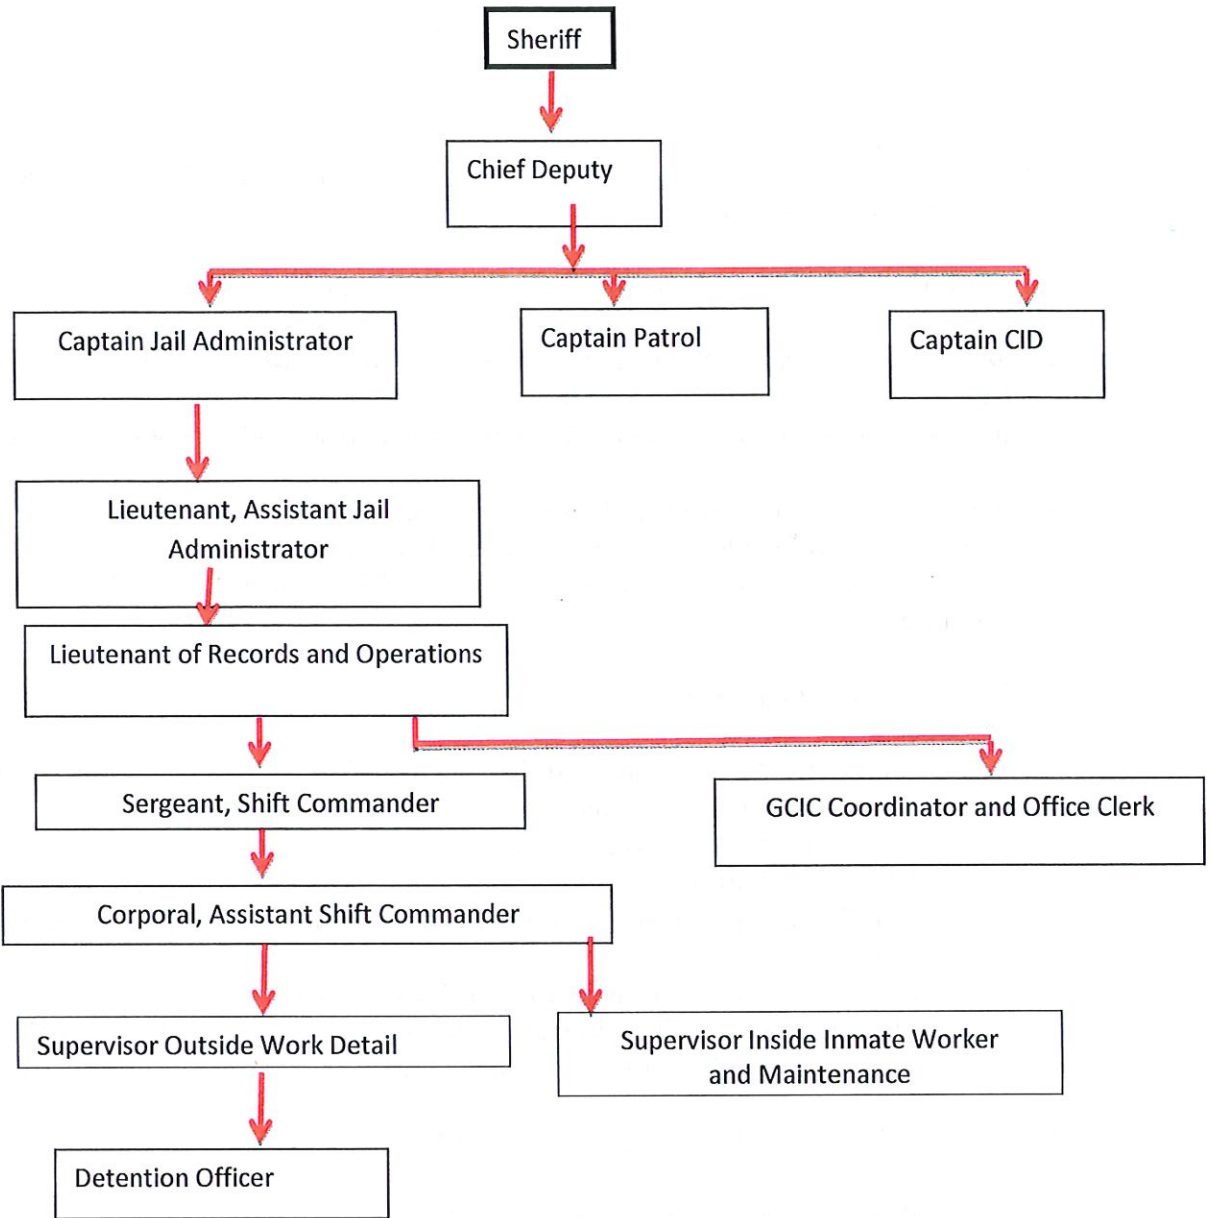 Sheriff
Chief Deputy
Captain Jail Administrator
Captain Patrol
Captain CID
Lieutenant, Assistant Jail
Administrator
Lieutenant of Records and Operations
Sergeant, Shift Commander
GCIC Coordinator and Office Clerk
Corporal, Assistant Shift Commander
Supervisor Outside Work Detail
Supervisor Inside Inmate Worker
and Maintenance
Detention Officer